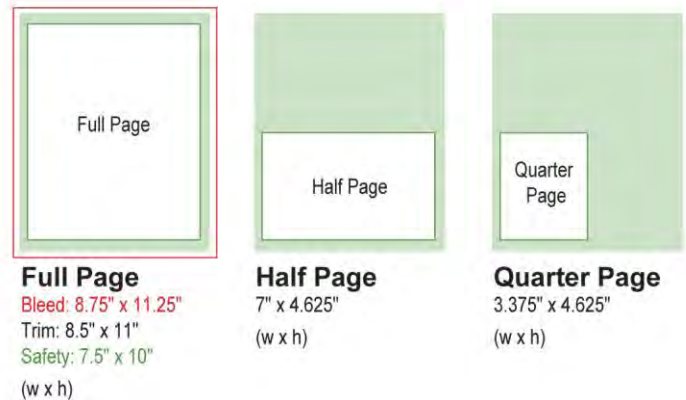 Full Page
Half Page
Quarter
Page
Full Page
Bleed: 8.75" x 11.25"
Trim: 8.5" x 11"
Safety: 7.5" x 10"
(w x h)
Half Page
7" x 4.625"
(w x h)
Quarter Page
3.375" x 4.625"
(w x h)